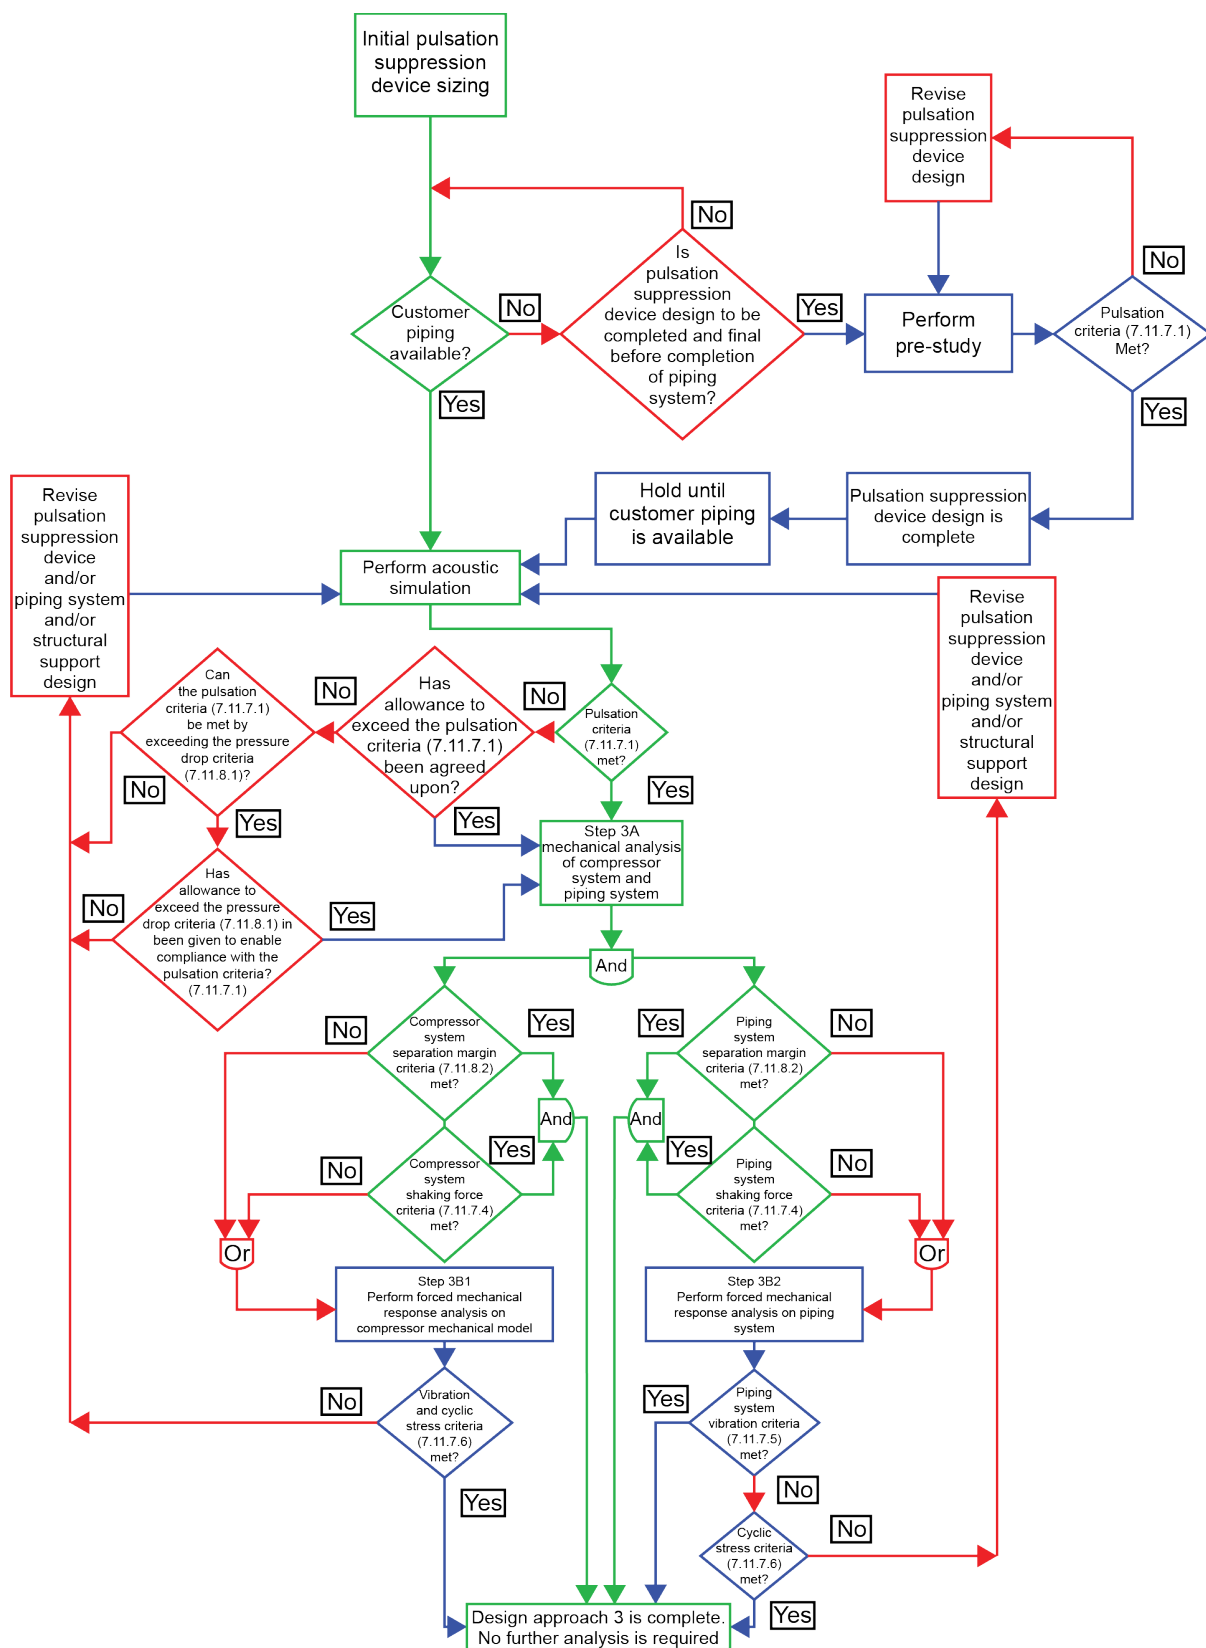 Initial pulsation
suppression
device sizing
Revise
pulsation
suppression
device
design
No
No
Is
pulsation
suppression
device design to be
completed and final
before completion
of piping
system?
Customer
piping
available?
No
Yes
Perform
pre-study
Pulsation
criteria (7.11.7.1)
Met?
Yes
Yes
Revise
pulsation
suppression
device
and/or
piping system
and/or
structural
support
design
Hold until
customer piping
is available
Pulsation suppression
device design is
complete
Perform acoustic
simulation
Revise
pulsation
suppression
device
and/or
piping system
and/or
structural
support
design
Can
the pulsation
criteria (7.11.7.1)
be met by
exceeding the pressure
drop criteria
(7.11.8.1)?
No
Has
allowance to
exceed the pulsation
criteria (7.11.7.1)
been agreed
upon?
No
Pulsation
criteria
(7.11.7.1)
met?
No
Yes
Yes
Yes
Step 3A
mechanical analysis
of compressor
system and
piping system
Has
allowance to
exceed the pressure
drop criteria (7.11.8.1) in
been given to enable
compliance with the
pulsation criteria?
(7.11.7.1)
No
Yes
And
No
Compressor
system
separation margin
criteria (7.11.8.2)
met?
Yes
Yes
Piping
system
separation margin
criteria (7.11.8.2)
met?
No
And
And
No
Compressor
system
shaking force
criteria (7.11.7.4)
met?
Yes
Yes
Piping
system
shaking force
criteria (7.11.7.4)
met?
No
Or
Or
Step 3B1
Perform forced mechanical
response analysis on
compressor mechanical model
Step 3B2
Perform forced mechanical
response analysis on piping
system
No
Vibration
and cyclic
stress criteria
(7.11.7.6)
met?
Yes
Yes
Piping
system
vibration criteria
(7.11.7.5)
met?
No
Cyclic
stress criteria
(7.11.7.6)
met?
No
Yes
Design approach 3 is complete.
No further analysis is required